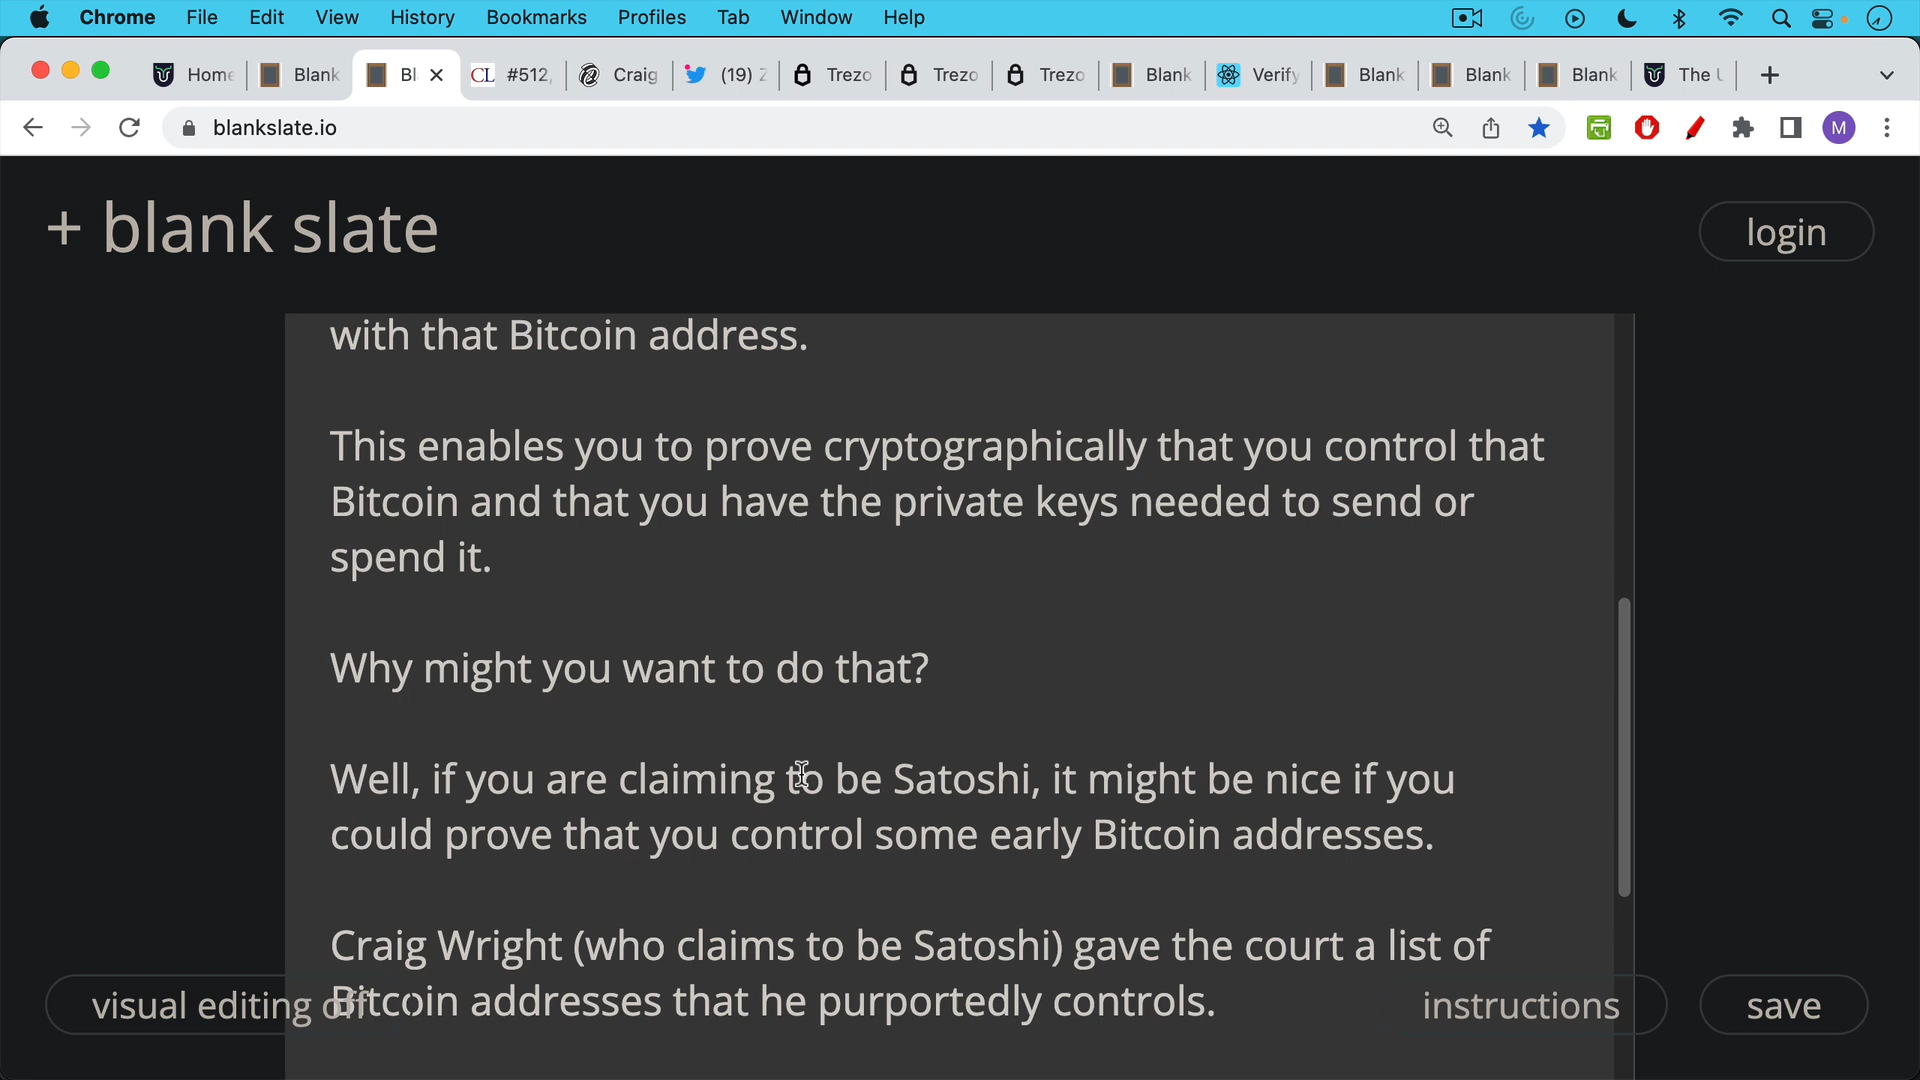 Chrome File Edit View History Bookmarks Profiles Tab Window Help
Home Blank Bl CL #512, Craig (19) Trezo Trezo Trezo Blank Verify Blank Blank Blank The U
blankslate.io M
+ blank slate
login
with that Bitcoin address.
This enables you to prove cryptographically that you control that
Bitcoin and that you have the private keys needed to send or
spend it.
Why might you want to do that?
Well, if you are claiming to be Satoshi, it might be nice if you
could prove that you control some early Bitcoin addresses.
Craig Wright (who claims to be Satoshi) gave the court a list of
Bitcoin addresses that he purportedly controls.
visual editing off
instructions
save